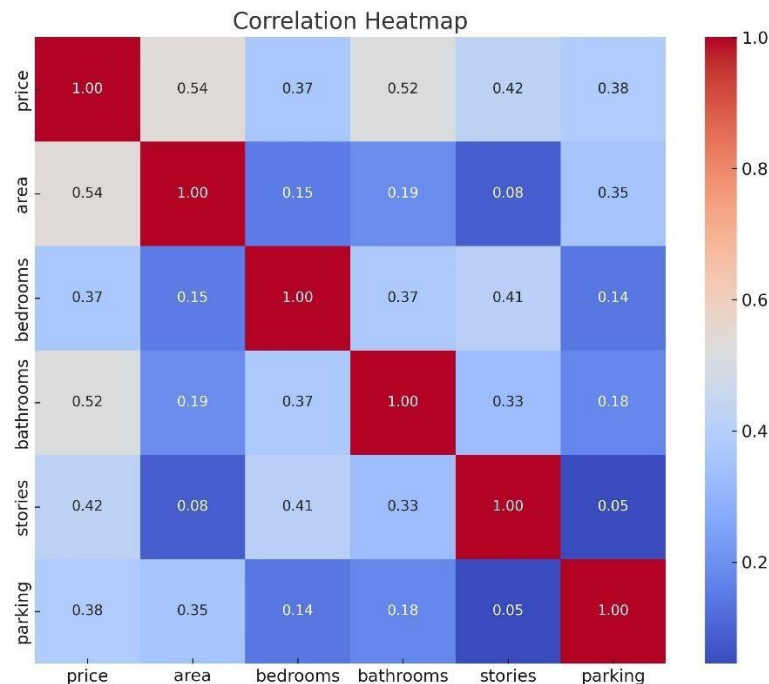 Correlation Heatmap
price 1.00 0.54 0.37 0.52 0.42 0.38
area 0.54 1.00 0.15 0.19 0.08 0.35
bedrooms 0.37 0.15 1.00 0.37 0.41 0.14
bathrooms 0.52 0.19 0.37 1.00 0.33 0.18
stories 0.42 0.08 0.41 0.33 1.00 0.05
parking 0.38 0.35 0.14 0.18 0.05 1.00
price area bedrooms bathrooms stories parking
1.0
0.8
0.6
0.4
0.2